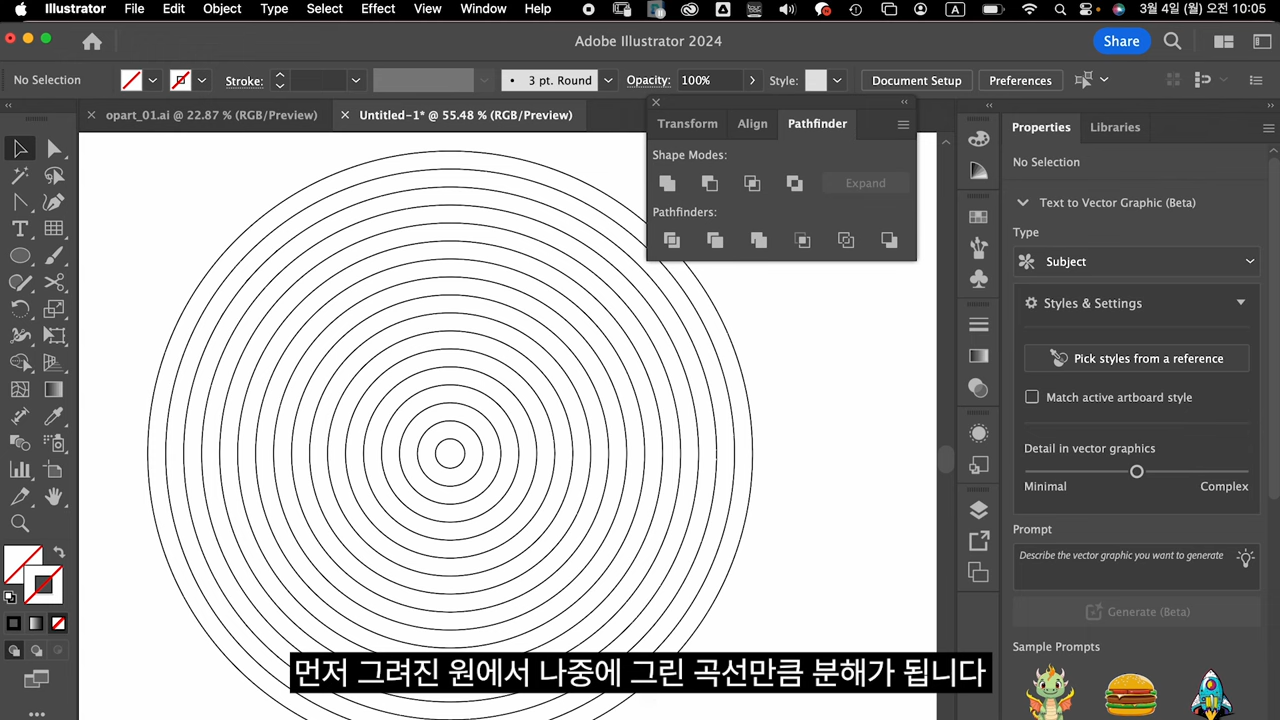 Illustrator File Edit Object Type Select Effect View Window Help A 3월 4일(월) 오전 10:05
Adobe Illustrator 2024
Share
No Selection Stroke: 3 pt. Round Opacity: 100% Style: Document Setup Preferences
opart_01.ai @ 22.87 % (RGB/Preview) Untitled-1* @ 55.48 % (RGB/Preview)
Transform Align Pathfinder
Shape Modes:
Expand
Pathfinders:
Properties Libraries
No Selection
Text to Vector Graphic (Beta)
Type
Subject
Styles & Settings
Pick styles from a reference
Match active artboard style
Detail in vector graphics
Minimal Complex
Prompt
Describe the vector graphic you want to generate
Generate (Beta)
Sample Prompts
먼저 그려진 원에서 나중에 그린 곡선만큼 분해가 됩니다